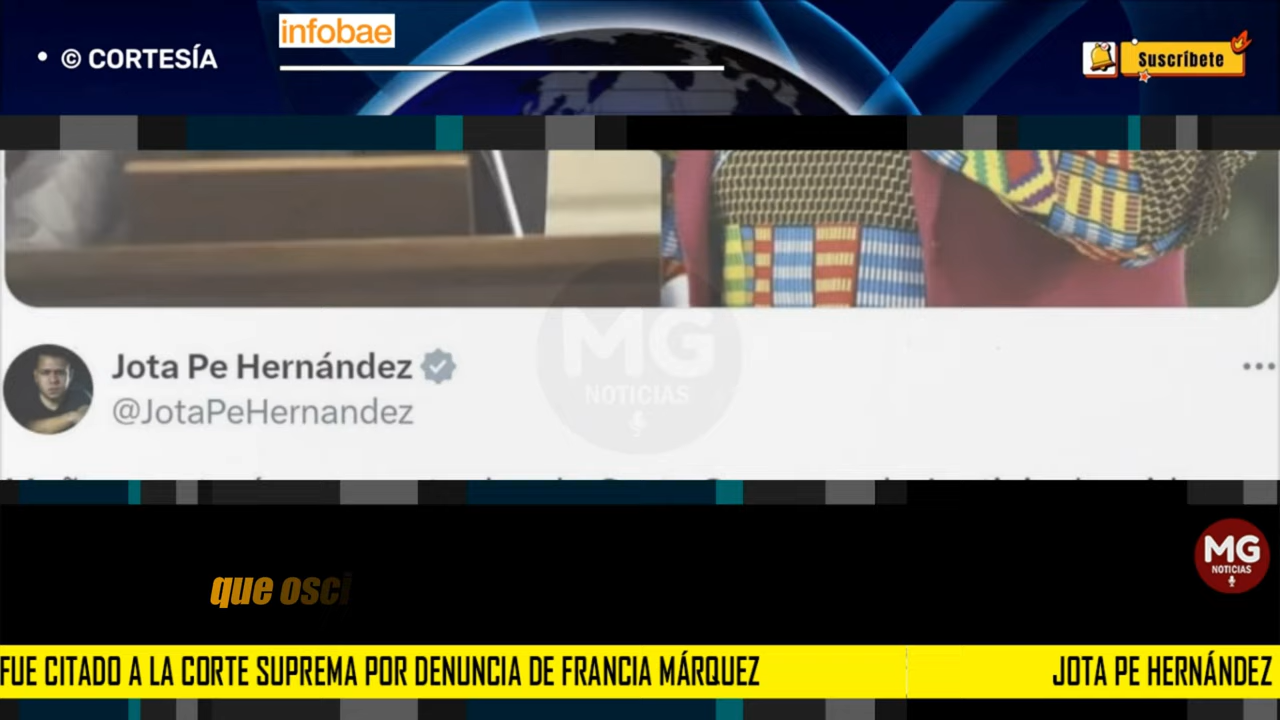 infobae
• © CORTESÍA
Suscríbete
MG
NOTICIAS
Jota Pe Hernández
@JotaPeHernandez
MG
NOTICIAS
que osci
FUE CITADO A LA CORTE SUPREMA POR DENUNCIA DE FRANCIA MÁRQUEZ
JOTA PE HERNÁNDEZ